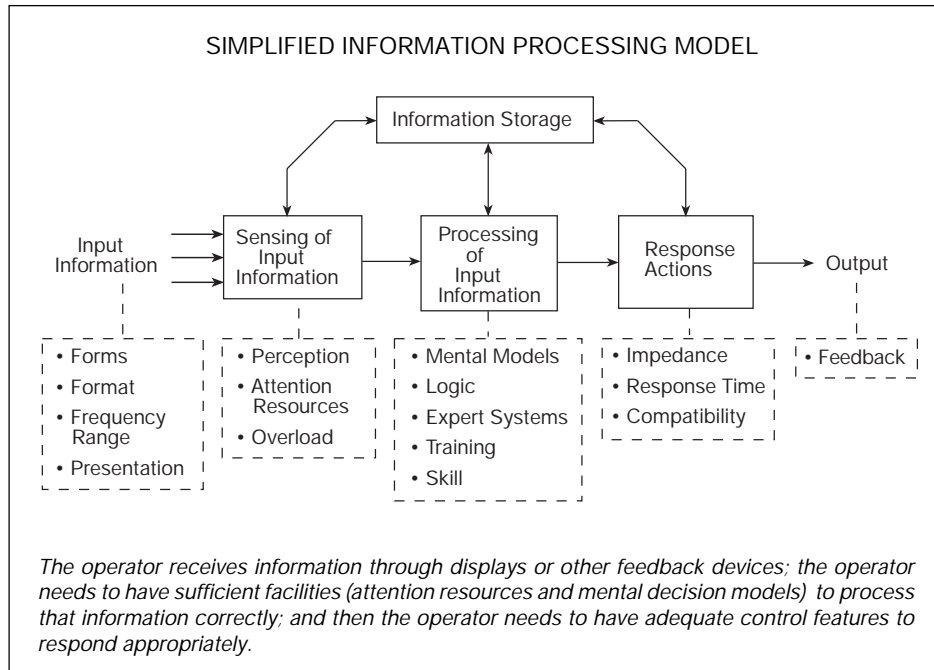 SIMPLIFIED INFORMATION PROCESSING MODEL
Information Storage
Input
Information
Sensing of
Input
Information
Processing
of
Input
Information
Response
Actions
Output
• Forms
• Format
• Frequency
Range
• Presentation
• Perception
• Attention
Resources
• Overload
• Mental Models
• Logic
• Expert Systems
• Training
• Skill
• Impedance
• Response Time
• Compatibility
• Feedback
The operator receives information through displays or other feedback devices; the operator
needs to have sufficient facilities (attention resources and mental decision models) to process
that information correctly; and then the operator needs to have adequate control features to
respond appropriately.